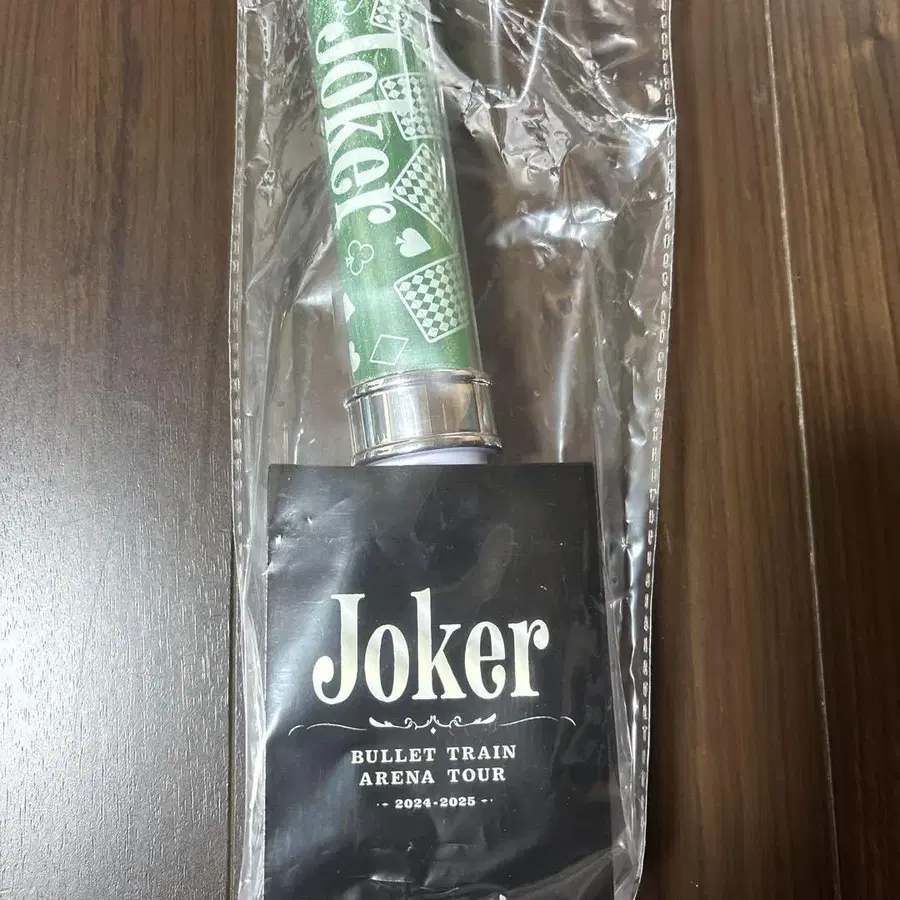 Joker
Joker
BULLET TRAIN
ARENA TOUR
2024-2025